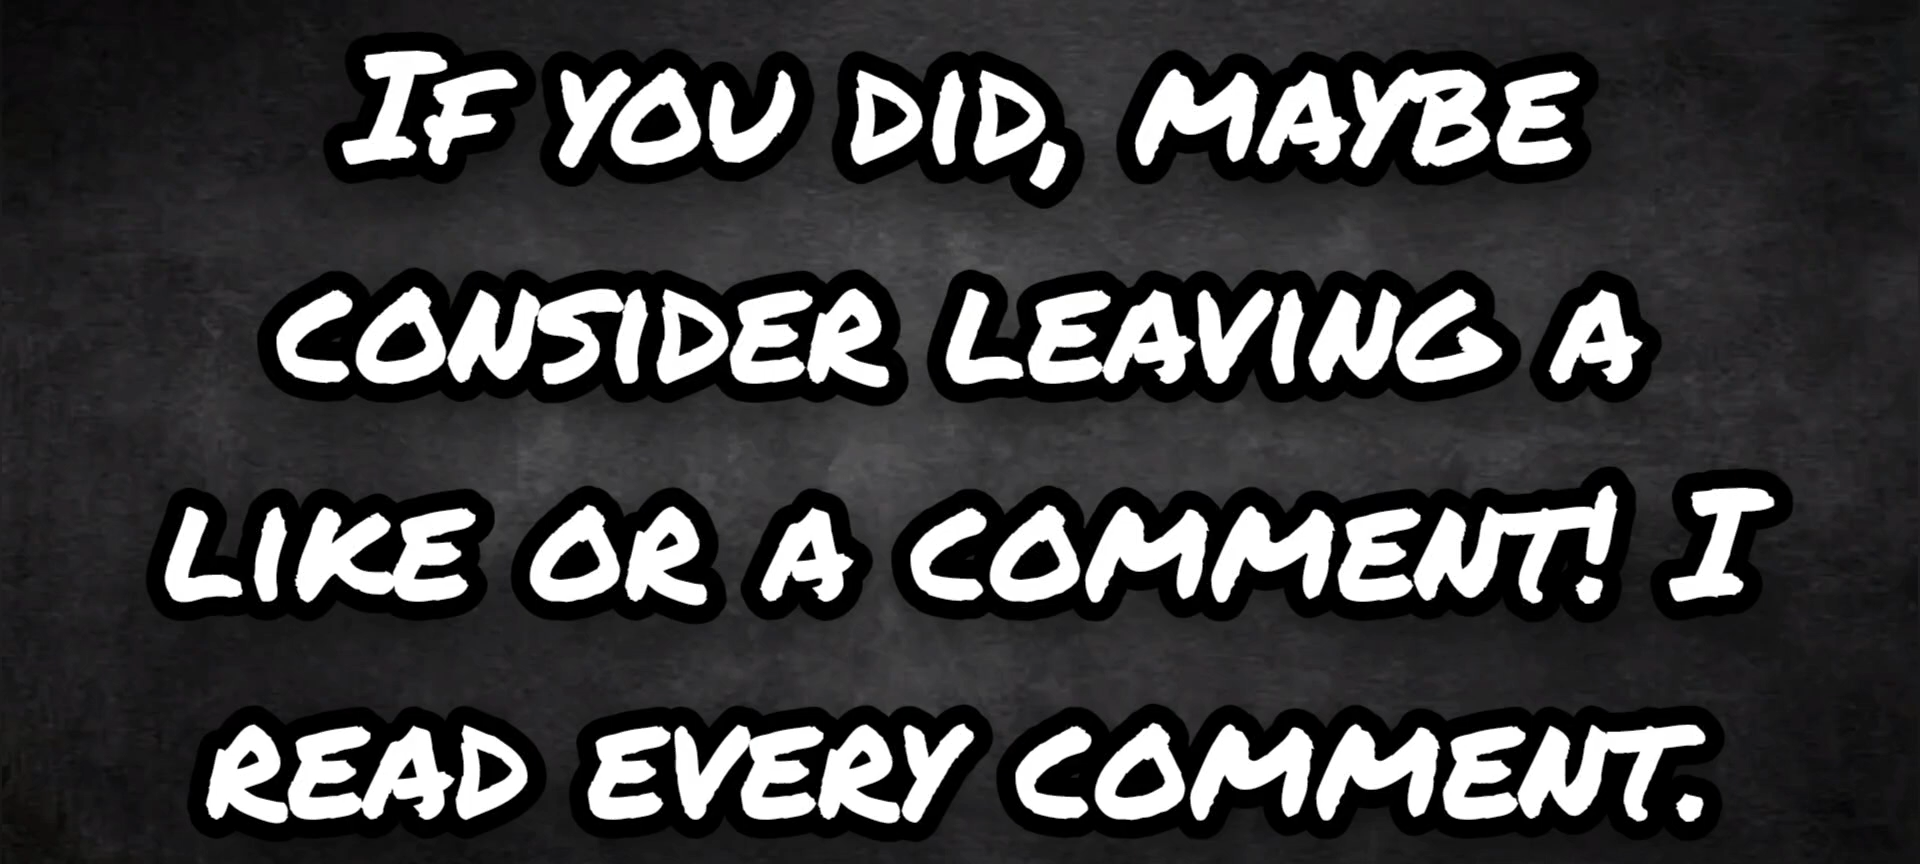 If you did, maybe
consider leaving a
like or a comment! I
read every comment.